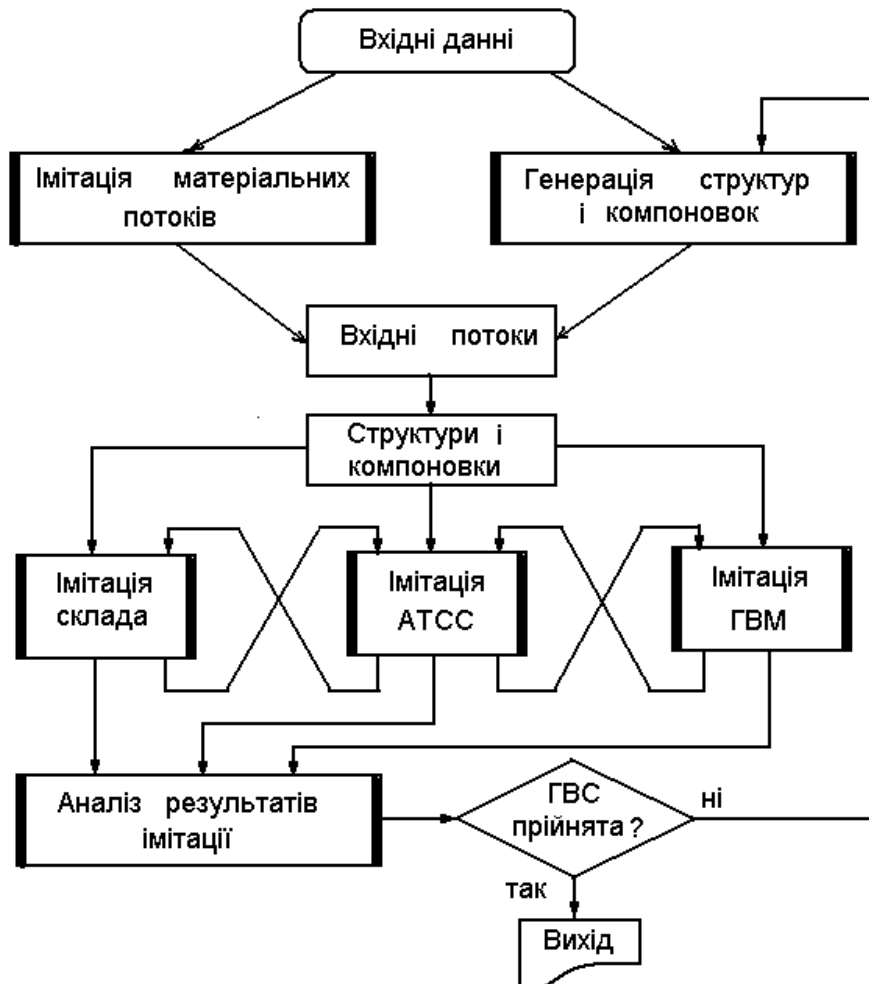 Вхідні данні
Імітація матеріальних
потоків
Генерація структур
і компоновок
Вхідні потоки
Структури і
компоновки
Імітація
склада
Імітація
АТСС
Імітація
ГВМ
Аналіз результатів
імітації
ГВС
прійнята?
ні
так
Вихід